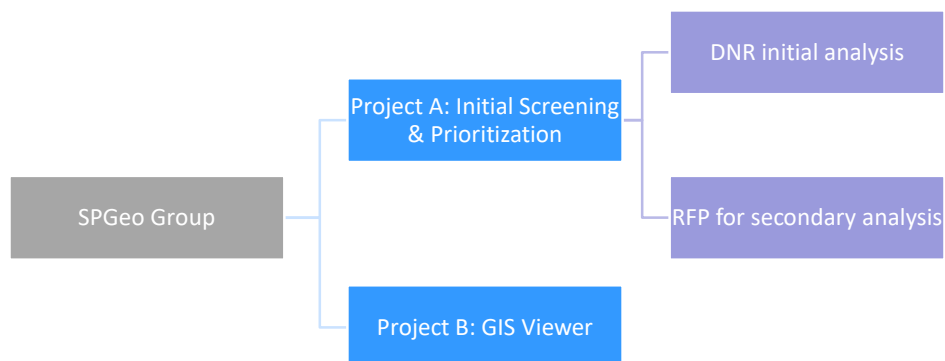 SPGeo Group
Project A: Initial Screening
& Prioritization
DNR initial analysis
RFP for secondary analysis
Project B: GIS Viewer